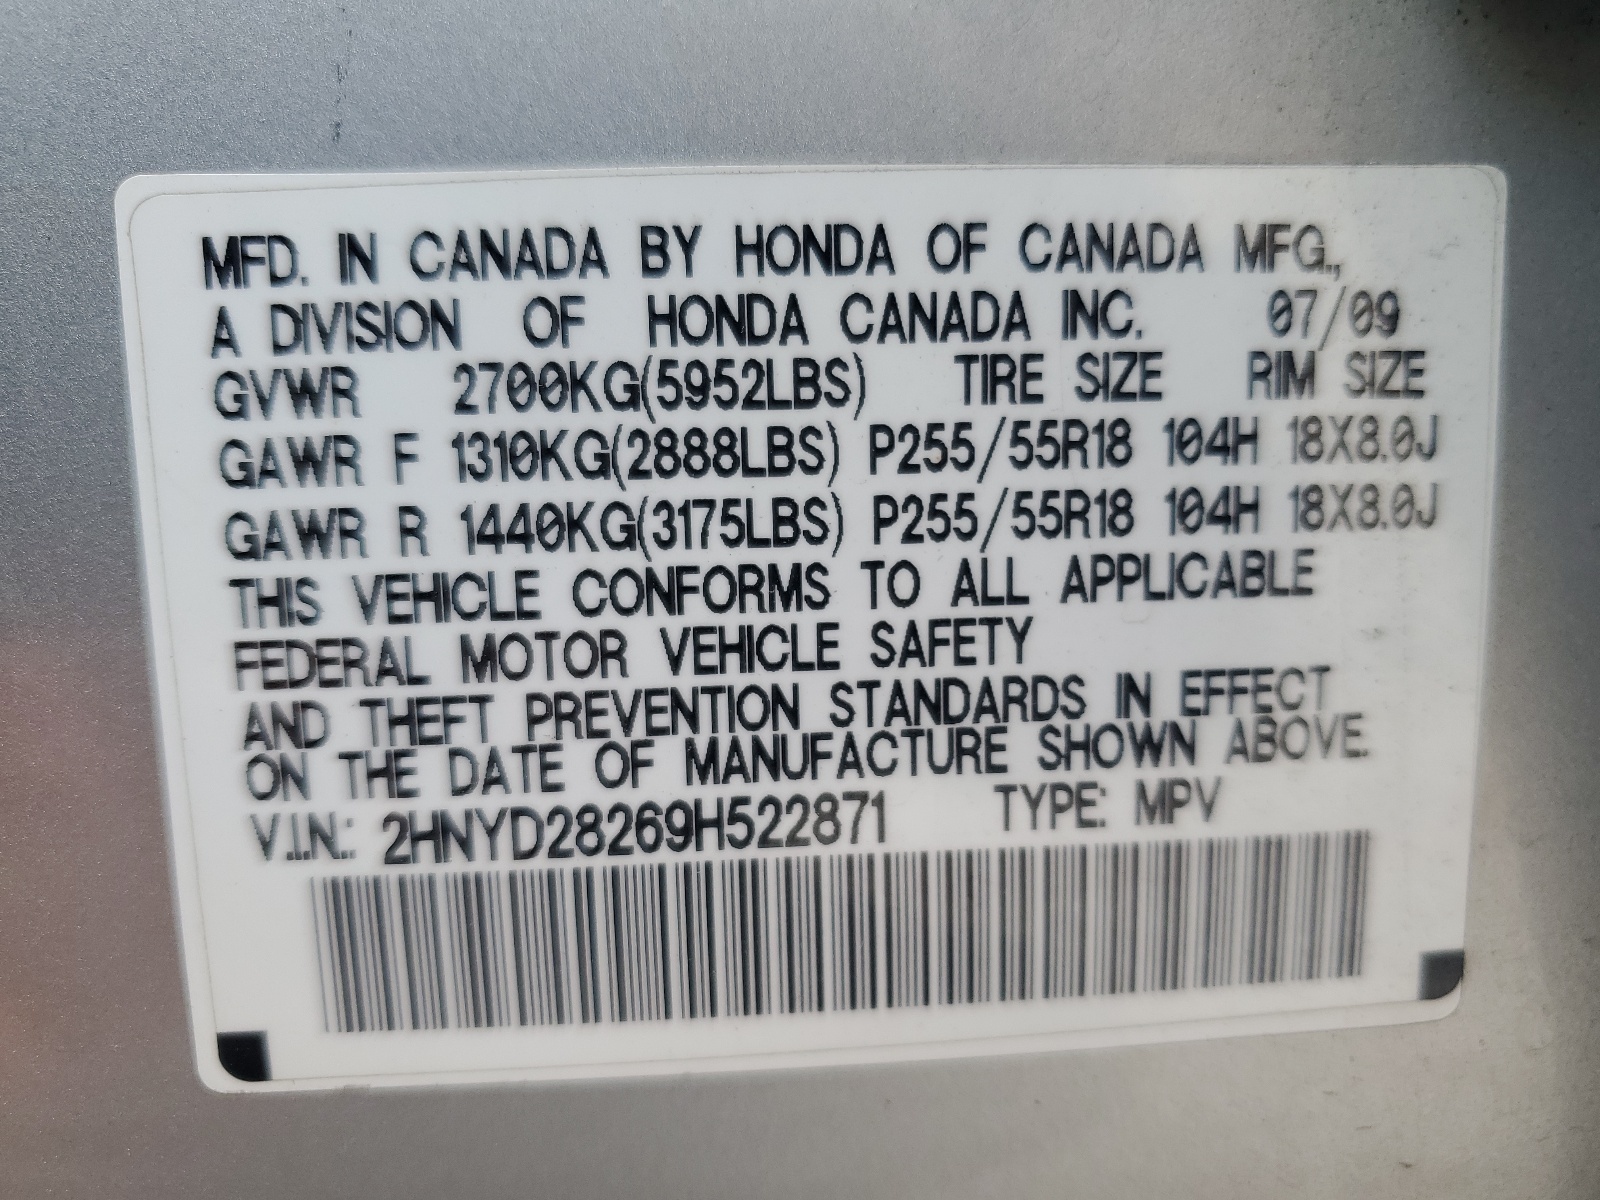 MFD. IN CANADA BY HONDA OF CANADA MFG.,
A DIVISION OF HONDA CANADA INC. 07/09
GVWR 2700KG(5952LBS) TIRE SIZE RIM SIZE
GAWR F 1310KG(2888LBS) P255/55R18 104H 18X8.0J
GAWR R 1440KG(3175LBS) P255/55R18 104H 18X8.0J
THIS VEHICLE CONFORMS TO ALL APPLICABLE
FEDERAL MOTOR VEHICLE SAFETY
AND THEFT PREVENTION STANDARDS IN EFFECT
ON THE DATE OF MANUFACTURE SHOWN ABOVE.
V.I.N.: 2HNYD28269H522871 TYPE: MPV